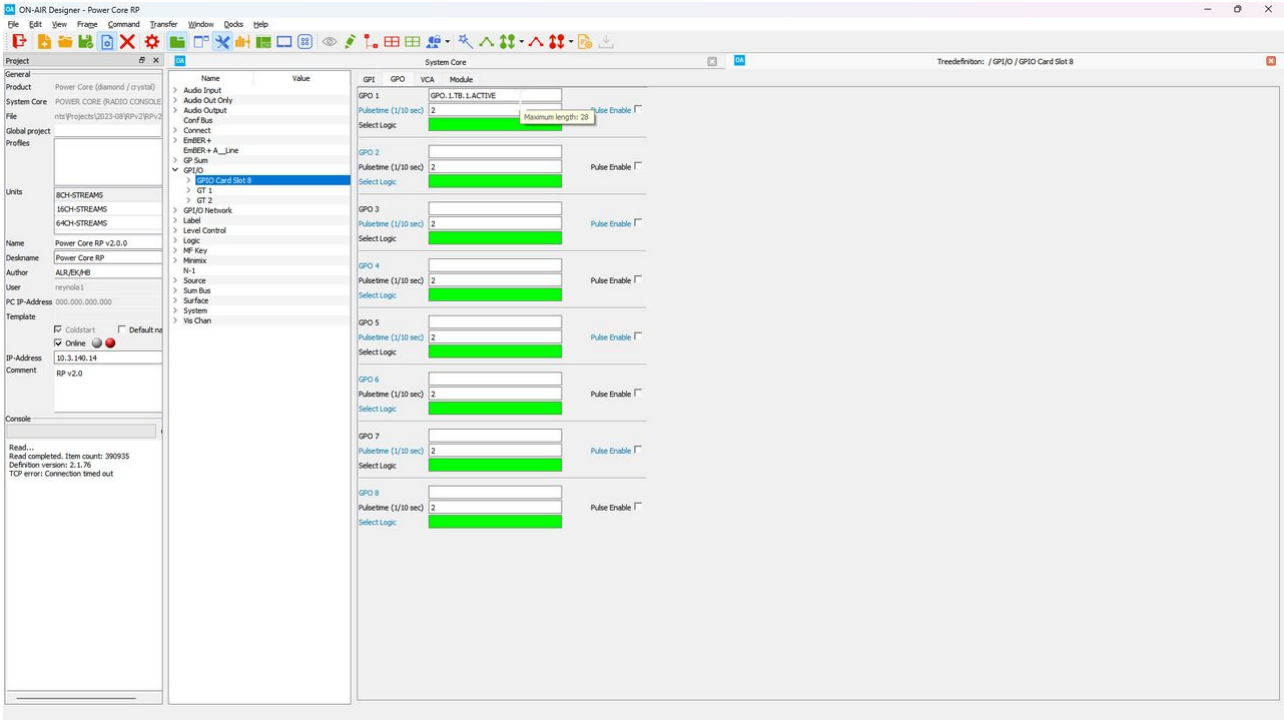 OA ON-AIR Designer - Power Core RP
File Edit View Frame Command Transfer Window Docks Help
Project
General
Product Power Core (diamond / crystal)
System Core POWER CORE (RADIO CONSOLE
File nts\Projects\2023-08\RPv2\RPv2
Global project
Profiles
Units 8CH-STREAMS
16CH-STREAMS
64CH-STREAMS
Name Power Core RP v2.0.0
Deskname Power Core RP
Author ALR/EK/HB
User reynola1
PC IP-Address 000.000.000.000
Template
Coldstart Default na
Online
IP-Address 10.3.140.14
Comment RP v2.0
Console
Read...
Read completed. Item count: 390935
Definition version: 2.1.76
TCP error: Connection timed out
OA System Core
Name Value
Audio Input
Audio Out Only
Audio Output
Conf Bus
Connect
EmBER+
EmBER+ A__Line
GP Sum
GPI/O
GPIO Card Slot 8
GT 1
GT 2
GPI/O Network
Label
Level Control
Logic
MF Key
Minimix
N-1
Source
Sum Bus
Surface
System
Vis Chan
OA Treedefinition: / GPI/O / GPIO Card Slot 8
GPI GPO VCA Module
GPO 1 GPO.1.TB.1.ACTIVE
Pulsetime (1/10 sec) 2 Pulse Enable
Maximum length: 28
Select Logic
GPO 2
Pulsetime (1/10 sec) 2 Pulse Enable
Select Logic
GPO 3
Pulsetime (1/10 sec) 2 Pulse Enable
Select Logic
GPO 4
Pulsetime (1/10 sec) 2 Pulse Enable
Select Logic
GPO 5
Pulsetime (1/10 sec) 2 Pulse Enable
Select Logic
GPO 6
Pulsetime (1/10 sec) 2 Pulse Enable
Select Logic
GPO 7
Pulsetime (1/10 sec) 2 Pulse Enable
Select Logic
GPO 8
Pulsetime (1/10 sec) 2 Pulse Enable
Select Logic